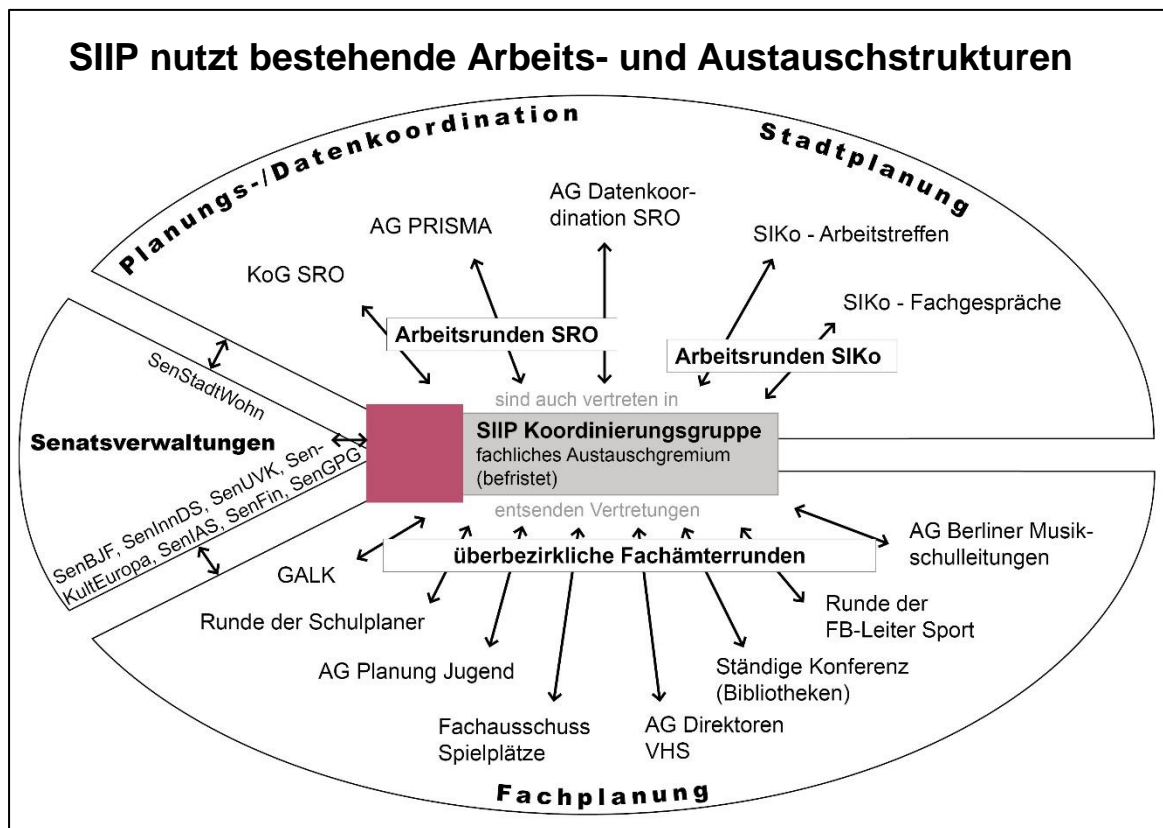 SIIP nutzt bestehende Arbeits- und Austauschstrukturen
Planungs-/Datenkoordination
Stadtplanung
AG Datenkoor-
dination SRO
AG PRISMA
KoG SRO
SIKo - Arbeitstreffen
SIKo - Fachgespräche
Arbeitsrunden SRO
Arbeitsrunden SIKo
SenStadtWohn
Senatsverwaltungen
SenBJF, SenInnDS, SenUVK, Sen-
KultEuropa, SenIAS, SenFin, SenGPG
sind auch vertreten in
SIIP Koordinierungsgruppe
fachliches Austauschgremium
(befristet)
entsenden Vertretungen
überbezirkliche Fachämterrunden
GALK
Runde der Schulplaner
AG Planung Jugend
Fachausschuss
Spielplätze
AG Direktoren
VHS
Ständige Konferenz
(Bibliotheken)
Runde der
FB-Leiter Sport
AG Berliner Musik-
schulleitungen
Fachplanung